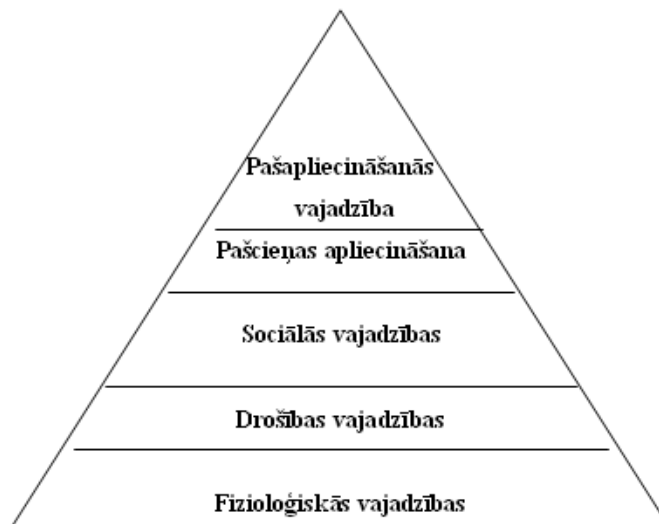 Pašapliecināšanās
vajadzība
Pašcieņas apliecināšana
Sociālās vajadzības
Drošības vajadzības
Fizioloģiskās vajadzības